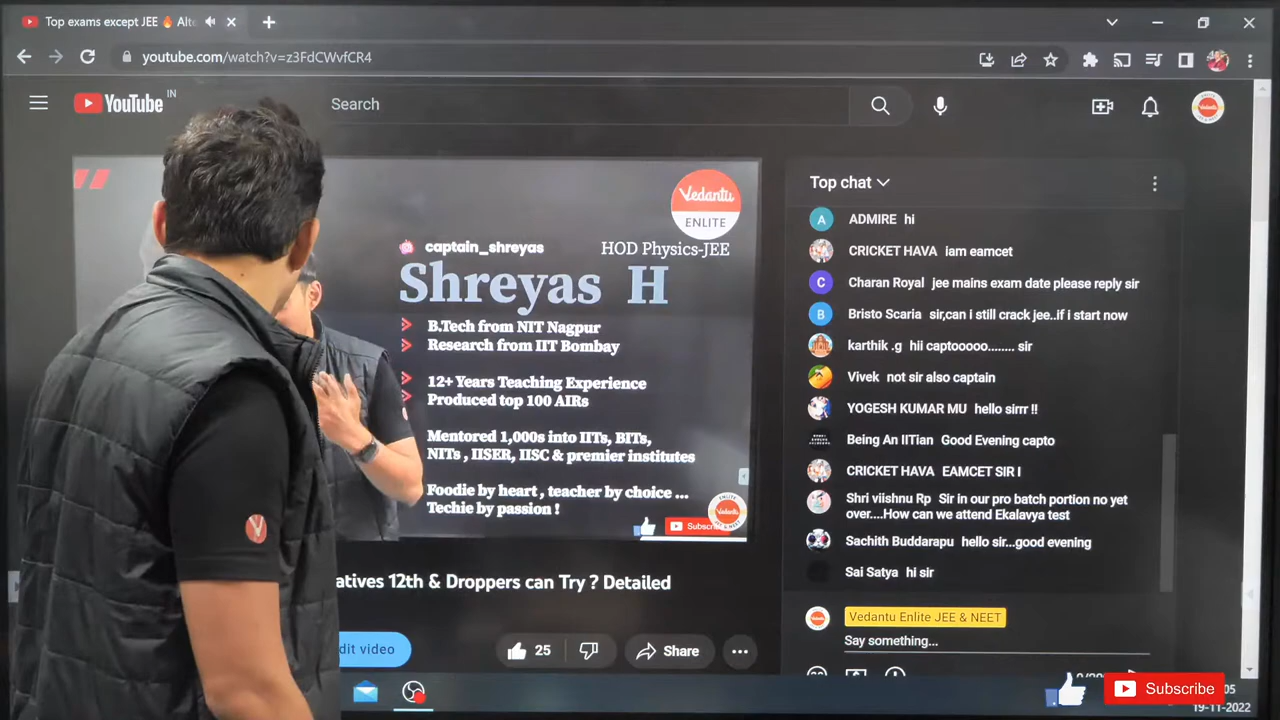 Top exams except JEE 🔥 Alte
youtube.com/watch?v=z3FdCWvfCR4
YouTube IN
Search
Vedantu
ENLITE
captain_shreyas
HOD Physics-JEE
Shreyas H
B.Tech from NIT Nagpur
Research from IIT Bombay
12+ Years Teaching Experience
Produced top 100 AIRs
Mentored 1,000s into IITs, BITs,
NITs , IISER, IISC & premier institutes
Foodie by heart , teacher by choice ...
Techie by passion !
Subscr
ENLITE
Vedantu
atives 12th & Droppers can Try ? Detailed
dit video
25
Share
Top chat
A ADMIRE hi
CRICKET HAVA iam eamcet
C Charan Royal jee mains exam date please reply sir
B Bristo Scaria sir,can i still crack jee..if i start now
karthik .g hii captooooo........ sir
Vivek not sir also captain
YOGESH KUMAR MU hello sirrr !!
Being An IITian Good Evening capto
CRICKET HAVA EAMCET SIR I
Shri viishnu Rp Sir in our pro batch portion no yet
over....How can we attend Ekalavya test
Sachith Buddarapu hello sir...good evening
Sai Satya hi sir
Vedantu Enlite JEE & NEET
Say something...
Subscribe
05
19-11-2022